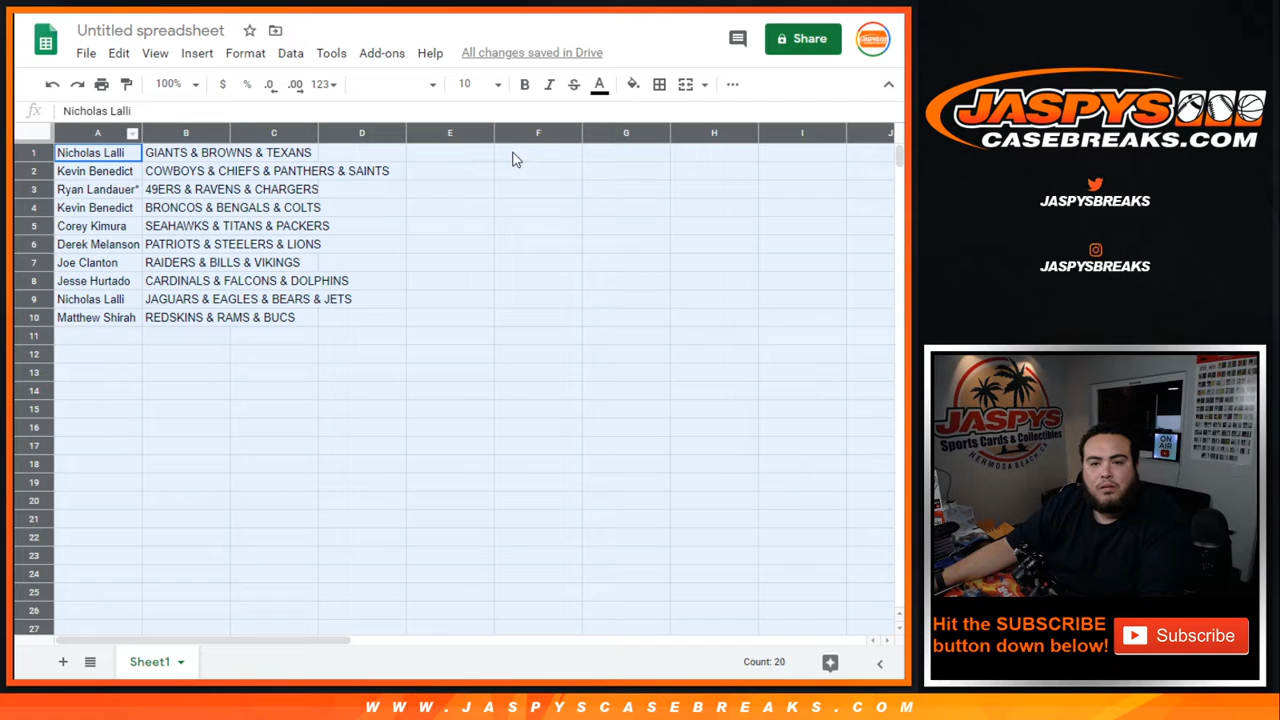 Untitled spreadsheet
File Edit View Insert Format Data Tools Add-ons Help All changes saved in Drive
Share
100% $ % .0 .00 123 10 B I S A
fx Nicholas Lalli
A B C D E F G H I J
1 Nicholas Lalli GIANTS & BROWNS & TEXANS
2 Kevin Benedict COWBOYS & CHIEFS & PANTHERS & SAINTS
3 Ryan Landauer* 49ERS & RAVENS & CHARGERS
4 Kevin Benedict BRONCOS & BENGALS & COLTS
5 Corey Kimura SEAHAWKS & TITANS & PACKERS
6 Derek Melanson PATRIOTS & STEELERS & LIONS
7 Joe Clanton RAIDERS & BILLS & VIKINGS
8 Jesse Hurtado CARDINALS & FALCONS & DOLPHINS
9 Nicholas Lalli JAGUARS & EAGLES & BEARS & JETS
10 Matthew Shirah REDSKINS & RAMS & BUCS
11
12
13
14
15
16
17
18
19
20
21
22
23
24
25
26
27
Sheet1
Count: 20
JASPYS
CASEBREAKS.COM
JASPYSBREAKS
JASPYSBREAKS
JASPYS
Sports Cards & Collectibles
HERMOSA BEACH, CA
ON
AIR
Hit the SUBSCRIBE
button down below!
Subscribe
WWW.JASPYSCASEBREAKS.COM